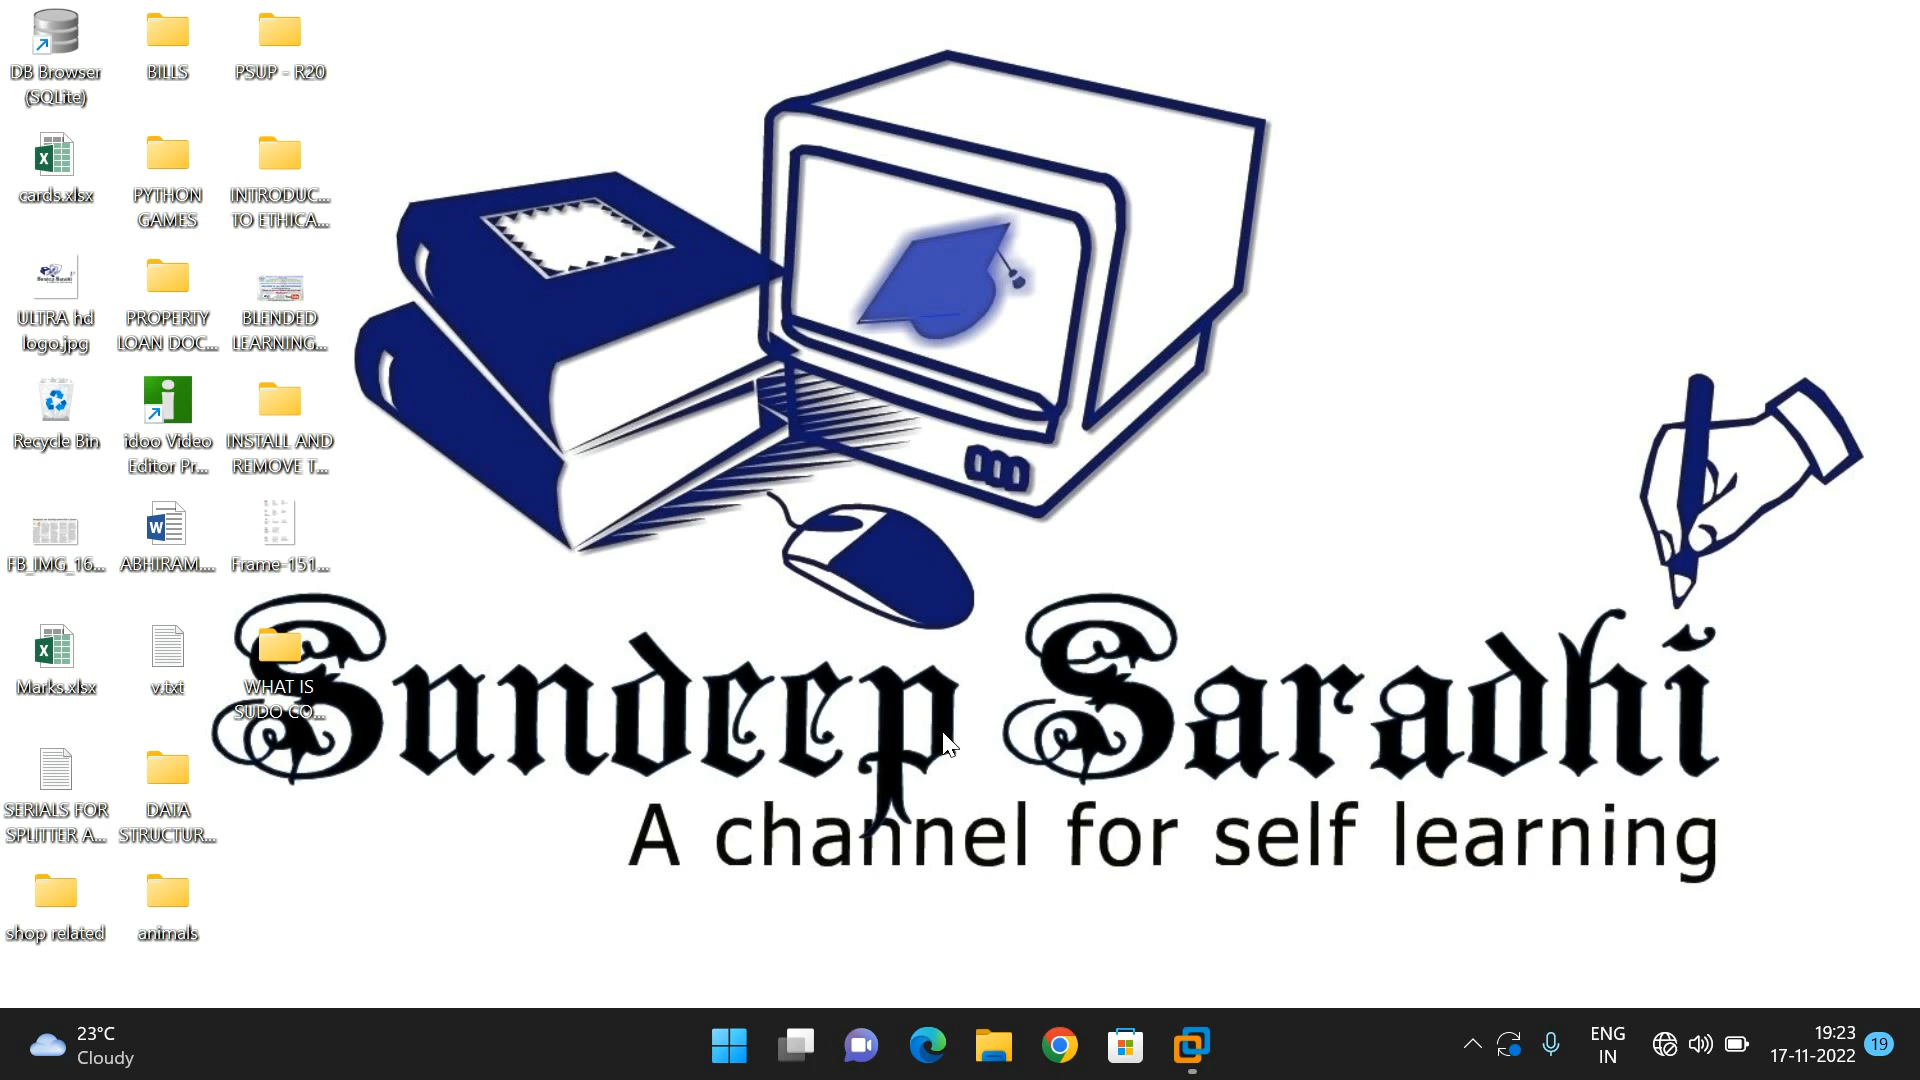 DB Browser
(SQLite)
BILLS
PSUP - R20
cards.xlsx
PYTHON
GAMES
INTRODUC...
TO ETHICA...
ULTRA hd
logo.jpg
PROPERTY
LOAN DOC...
BLENDED
LEARNING...
Recycle Bin
idoo Video
Editor Pr...
INSTALL AND
REMOVE T...
FB_IMG_16...
ABHIRAM....
Frame-151...
Marks.xlsx
v.txt
WHAT IS
SUDO CO...
SERIALS FOR
SPLITTER A...
DATA
STRUCTUR...
shop related
animals
Sundeep Saradhi
A channel for self learning
23°C
Cloudy
ENG
IN
19:23
17-11-2022
19